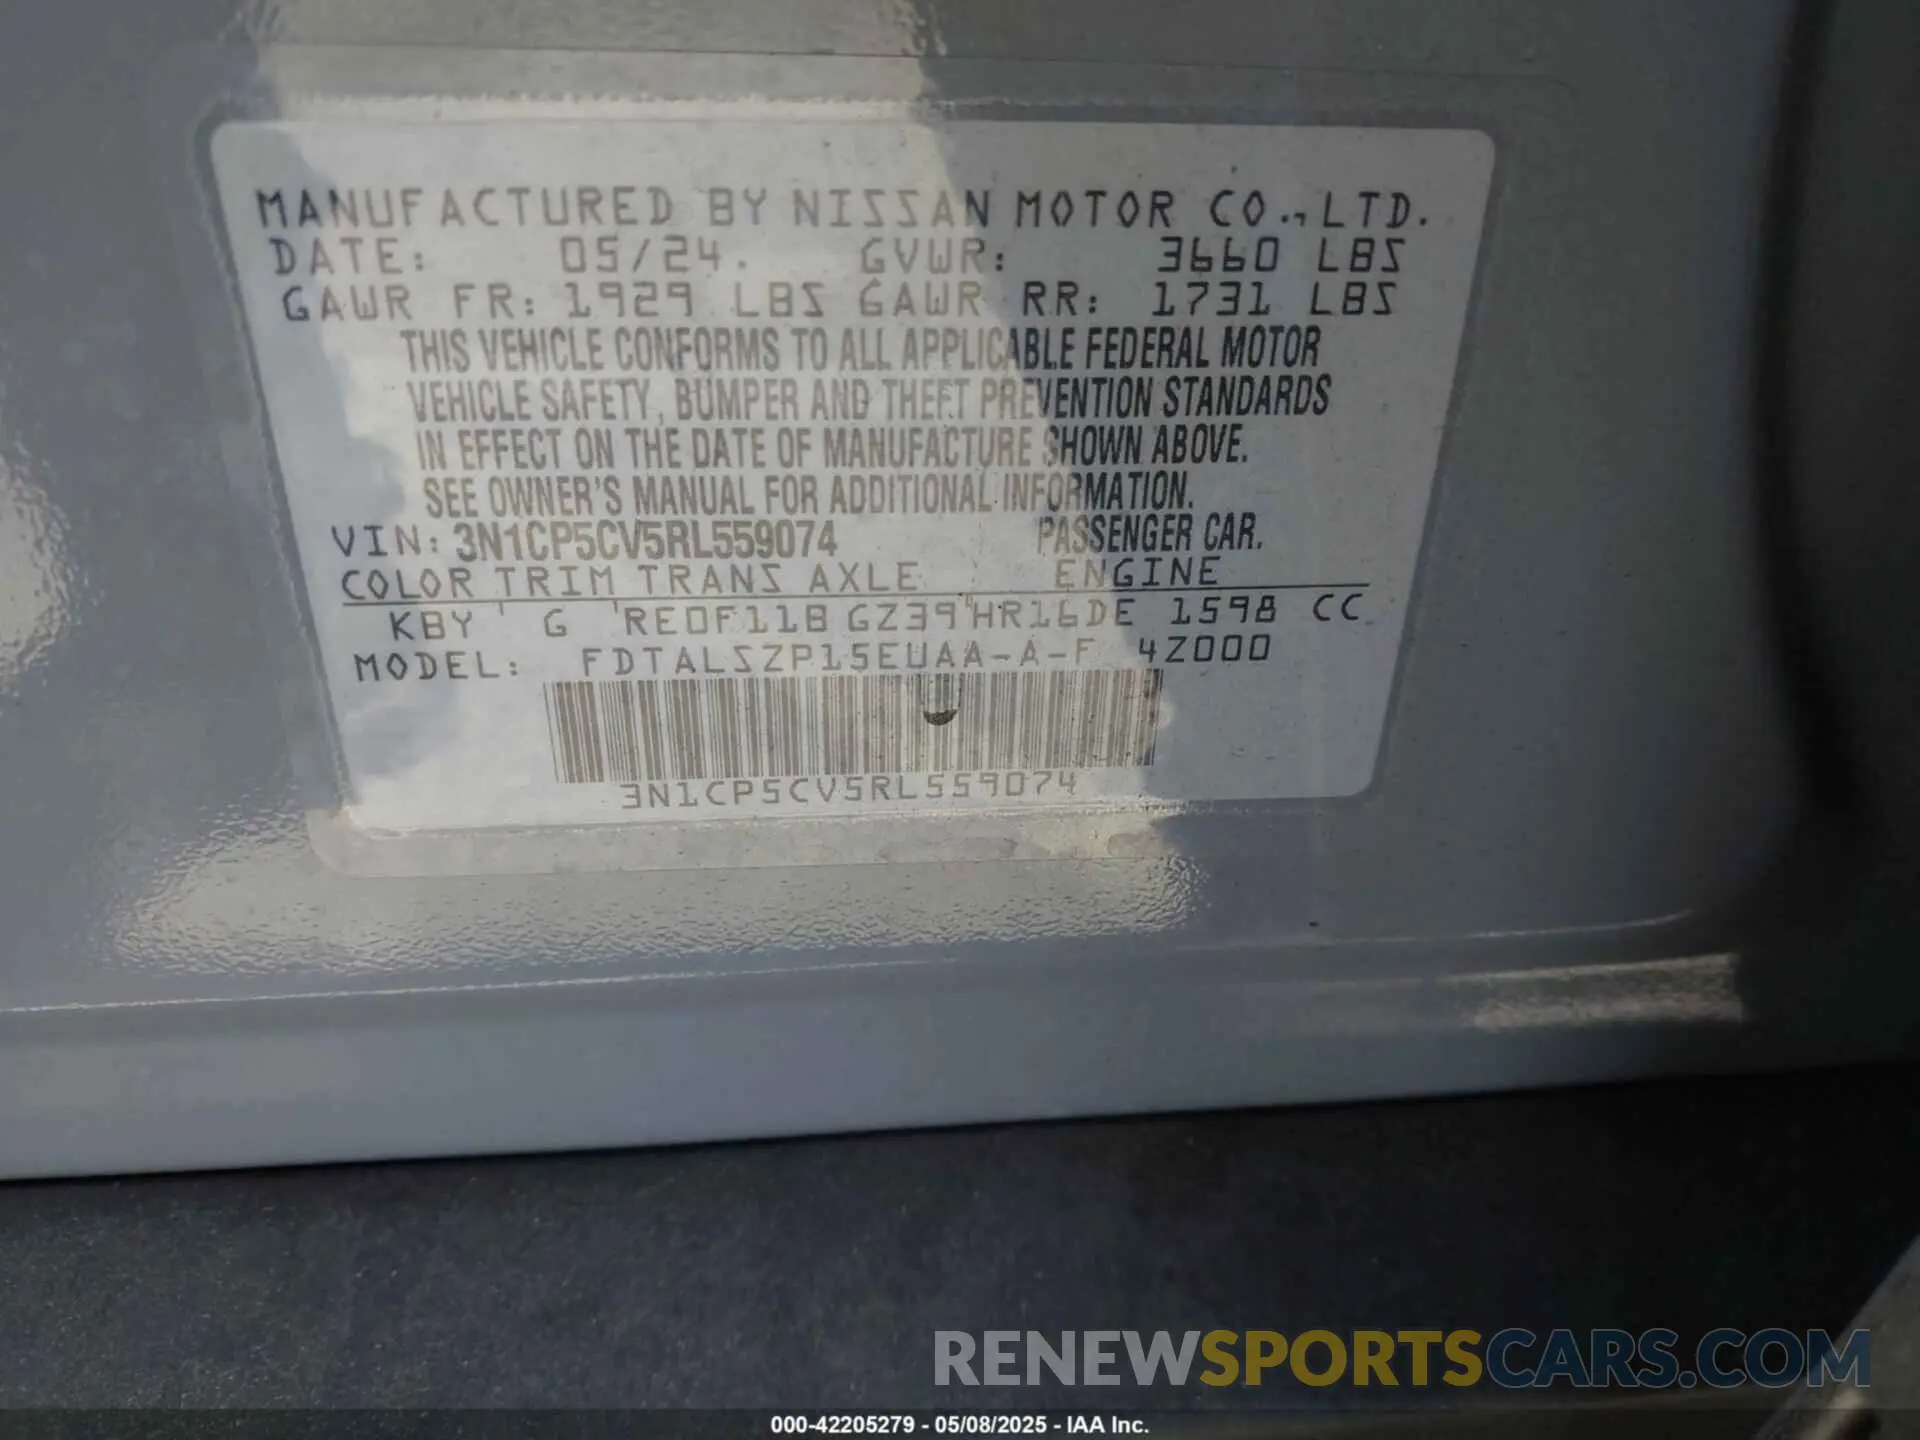 MANUFACTURED BY NISSAN MOTOR CO., LTD.
DATE: 05/24. GVWR: 3660 LBS
GAWR FR: 1929 LBS GAWR RR: 1731 LBS
THIS VEHICLE CONFORMS TO ALL APPLICABLE FEDERAL MOTOR
VEHICLE SAFETY, BUMPER AND THEFT PREVENTION STANDARDS
IN EFFECT ON THE DATE OF MANUFACTURE SHOWN ABOVE.
SEE OWNER'S MANUAL FOR ADDITIONAL INFORMATION.
VIN: 3N1CP5CV5RL559074 PASSENGER CAR.
COLOR TRIM TRANS AXLE ENGINE
KBY G RE0F11B GZ39 HR16DE 1598 CC
MODEL: FDTALSZP15EUAA-A-F 4Z000
3N1CP5CV5RL559074
RENEWSPORTSCARS.COM
000-42205279 - 05/08/2025 - IAA Inc.